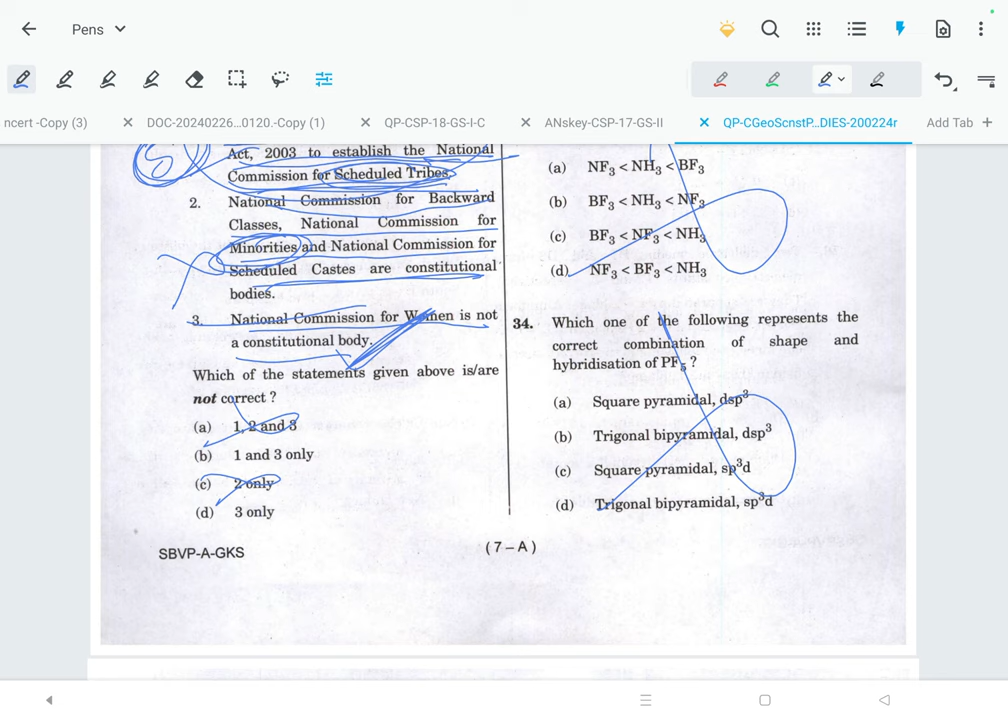 Pens
ncert -Copy (3)
DOC-20240226...0120.-Copy (1)
QP-CSP-18-GS-I-C
ANskey-CSP-17-GS-II
QP-CGeoScnstP...DIES-200224r
Add Tab
Act, 2003 to establish the National
Commission for Scheduled Tribes.
2. National Commission for Backward
Classes, National Commission for
Minorities and National Commission for
Scheduled Castes are constitutional
bodies.
3. National Commission for Women is not
a constitutional body.
Which of the statements given above is/are
not correct ?
(a) 1, 2 and 3
(b) 1 and 3 only
(c) 2 only
(d) 3 only
SBVP-A-GKS
(a) NF₃ < NH₃ < BF₃
(b) BF₃ < NH₃ < NF₃
(c) BF₃ < NF₃ < NH₃
(d) NF₃ < BF₃ < NH₃
34. Which one of the following represents the
correct combination of shape and
hybridisation of PF₅ ?
(a) Square pyramidal, dsp³
(b) Trigonal bipyramidal, dsp³
(c) Square pyramidal, sp³d
(d) Trigonal bipyramidal, sp³d
( 7 – A )